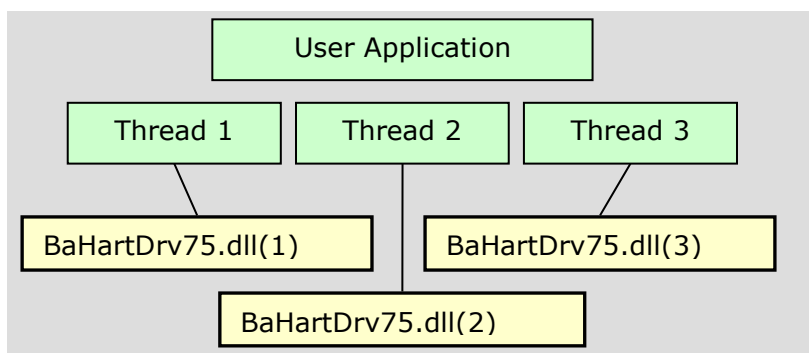 User Application
Thread 1
Thread 2
Thread 3
BaHartDrv75.dll(1)
BaHartDrv75.dll(3)
BaHartDrv75.dll(2)